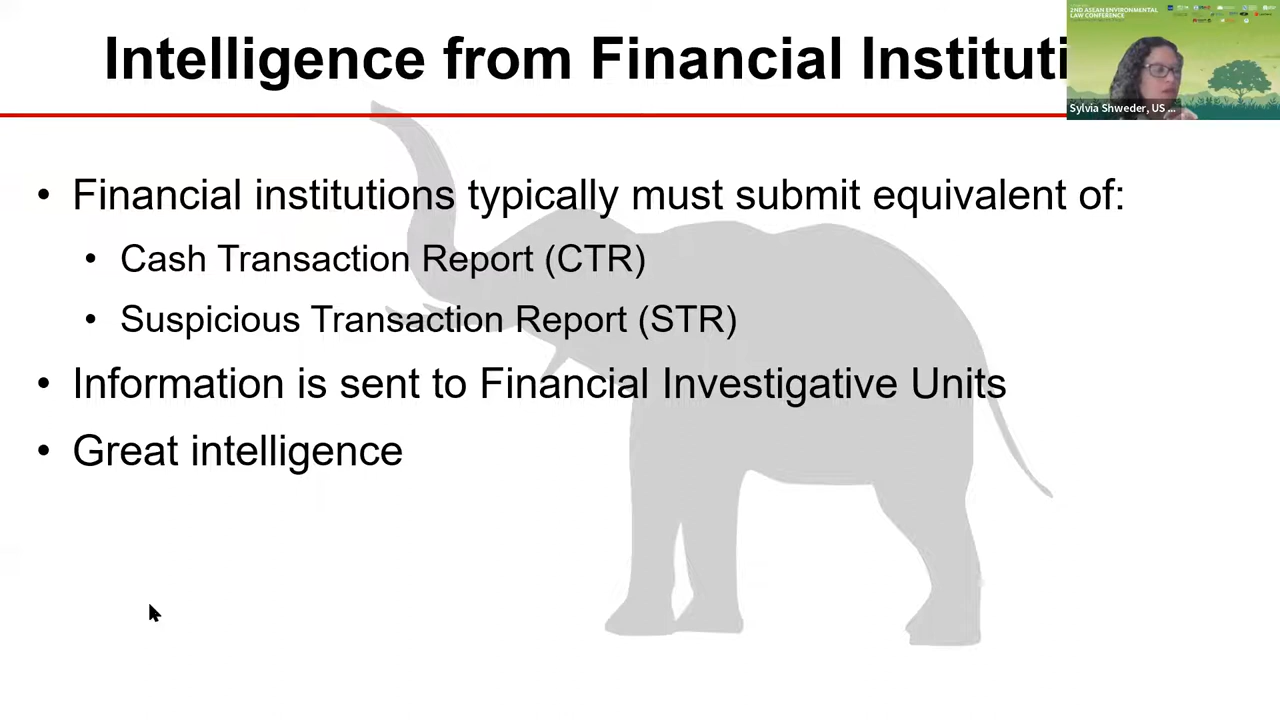 Intelligence from Financial Instituti
2ND ASEAN ENVIRONMENTAL
LAW CONFERENCE
Sylvia Shweder, US ...
• Financial institutions typically must submit equivalent of:
• Cash Transaction Report (CTR)
• Suspicious Transaction Report (STR)
• Information is sent to Financial Investigative Units
• Great intelligence